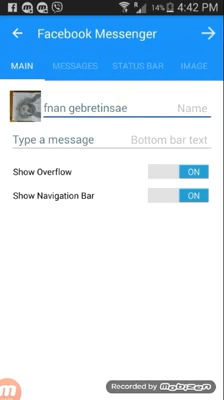 14% 4:42 PM
Facebook Messenger
MAIN MESSAGES STATUS BAR IMAGE
fnan gebretinsae Name
Type a message Bottom bar text
Show Overflow ON
Show Navigation Bar ON
Recorded by Mobizen